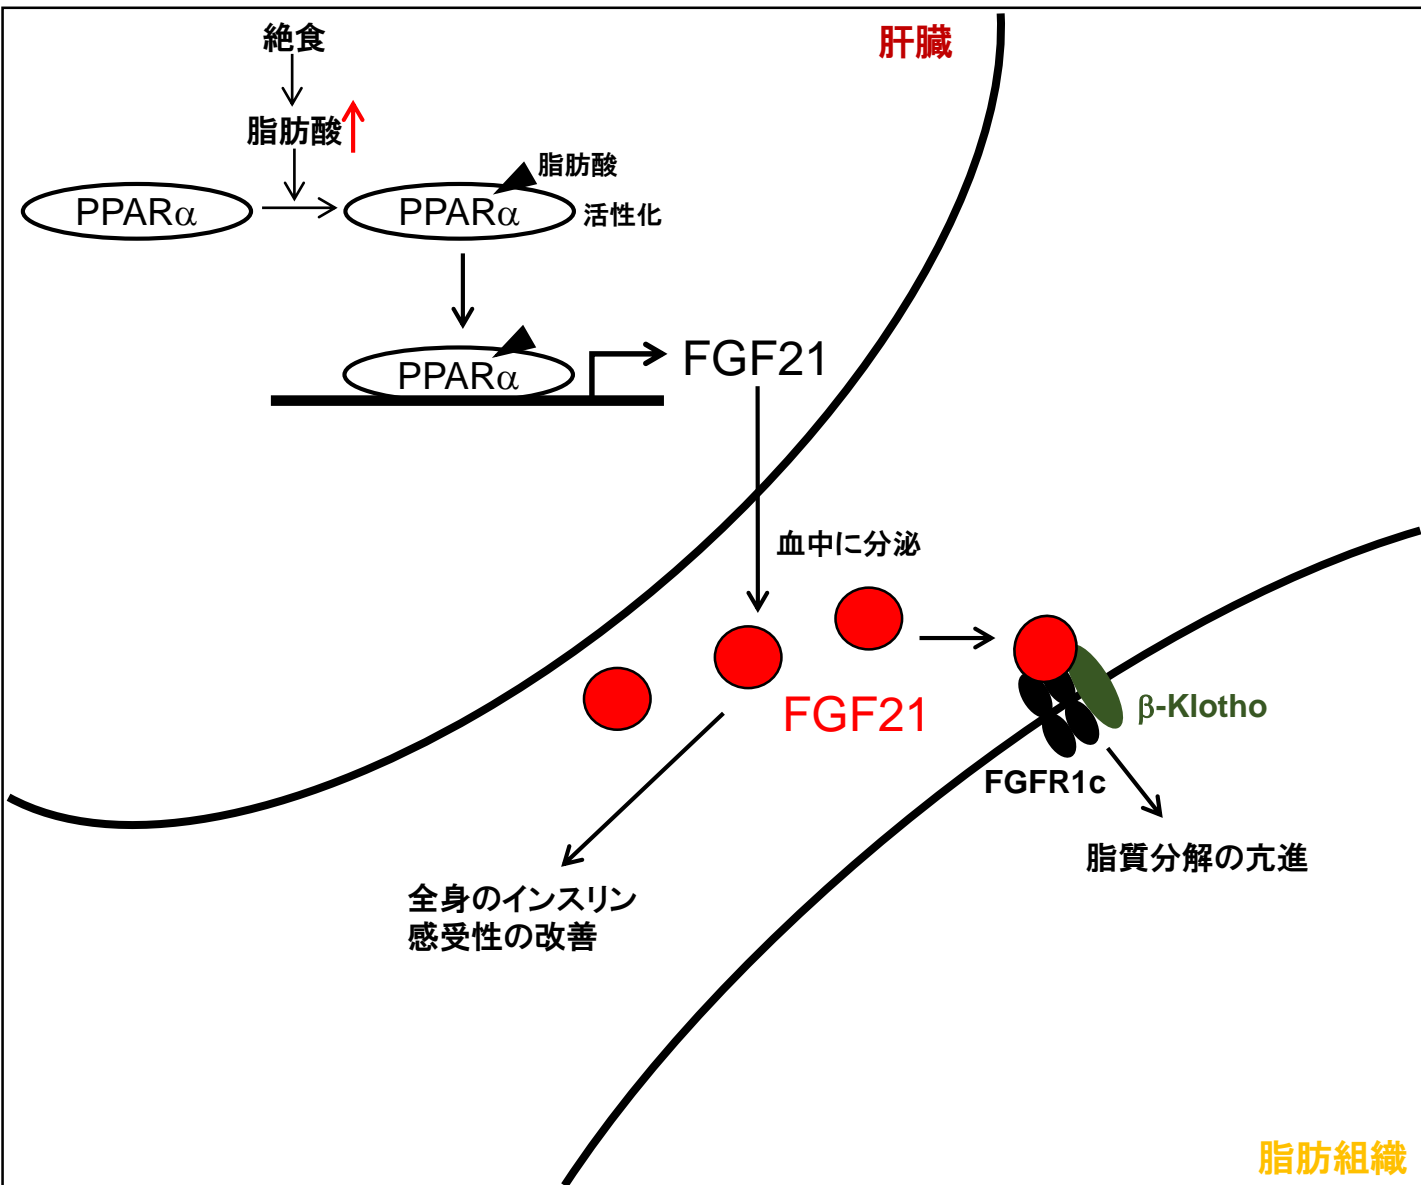 絶食
肝臓
脂肪酸
脂肪酸
PPARα
PPARα
活性化
PPARα
FGF21
血中に分泌
FGF21
β-Klotho
FGFR1c
脂質分解の亢進
全身のインスリン
感受性の改善
脂肪組織